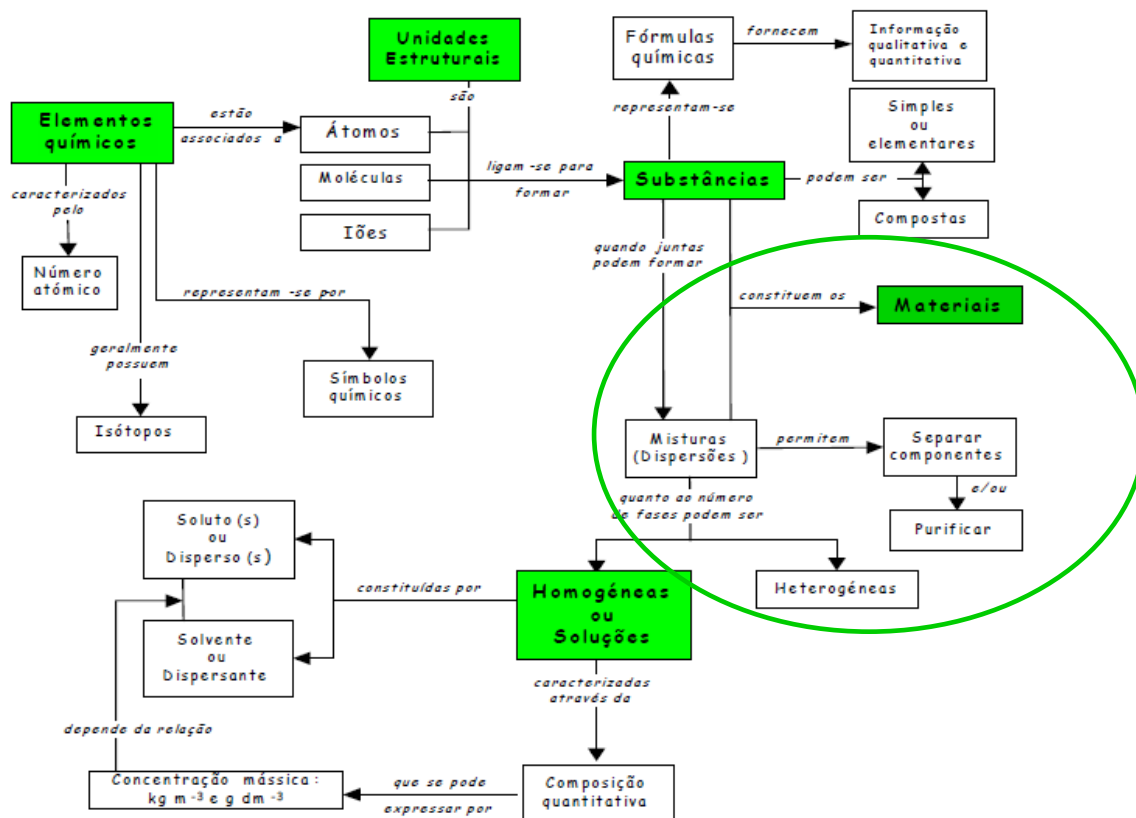 Unidades
Estruturais
Fórmulas
químicas
fornecem
Informação
qualitativa e
quantitativa
são
representam-se
Elementos
químicos
estão
associados a
Átomos
Simples
ou
elementares
Moléculas
ligam-se para
formar
Substâncias
podem ser
caracterizados
pelo
Iões
Compostas
Número
atómico
quando juntas
podem formar
representam-se por
constituem os
Materiais
geralmente
possuem
Símbolos
químicos
Isótopos
Misturas
(Dispersões)
permitem
Separar
componentes
e/ou
Purificar
quanto ao número
de fases podem ser
Soluto(s)
ou
Disperso(s)
constituídas por
Homogéneas
ou
Soluções
Heterogéneas
Solvente
ou
Dispersante
caracterizadas
através da
depende da relação
Concentração mássica:
kg m⁻³ e g dm⁻³
que se pode
expressar por
Composição
quantitativa